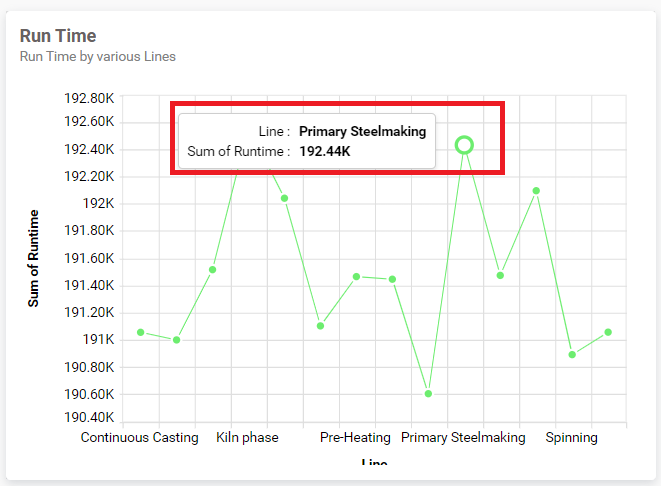 Run Time
Run Time by various Lines
192.80K
192.60K
192.40K
192.20K
192K
191.80K
191.60K
191.40K
191.20K
191K
190.80K
190.60K
190.40K
Sum of Runtime
Line : Primary Steelmaking
Sum of Runtime : 192.44K
Continuous Casting Kiln phase Pre-Heating Primary Steelmaking Spinning
Line